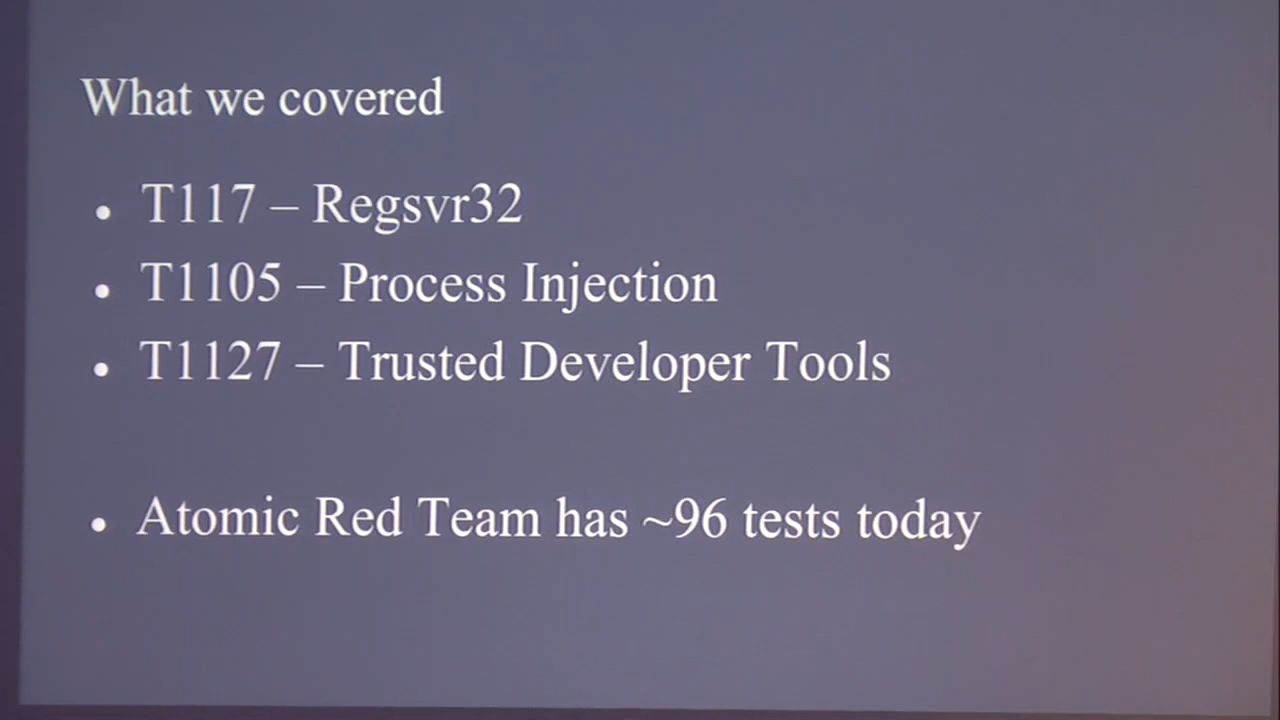 What we covered
• T117 – Regsvr32
• T1105 – Process Injection
• T1127 – Trusted Developer Tools
• Atomic Red Team has ~96 tests today